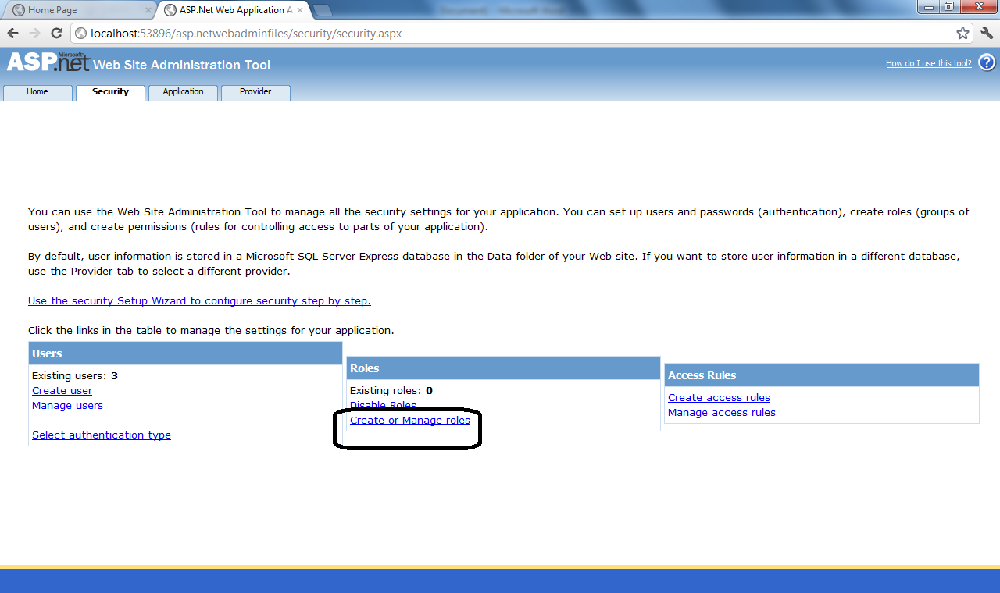 Home Page
ASP.Net Web Application A
localhost:53896/asp.netwebadminfiles/security/security.aspx
Microsoft
ASP.net Web Site Administration Tool
How do I use this tool?
?
Home
Security
Application
Provider
You can use the Web Site Administration Tool to manage all the security settings for your application. You can set up users and passwords (authentication), create roles (groups of
users), and create permissions (rules for controlling access to parts of your application).
By default, user information is stored in a Microsoft SQL Server Express database in the Data folder of your Web site. If you want to store user information in a different database,
use the Provider tab to select a different provider.
Use the security Setup Wizard to configure security step by step.
Click the links in the table to manage the settings for your application.
Users
Existing users: 3
Create user
Manage users
Select authentication type
Roles
Existing roles: 0
Disable Roles
Create or Manage roles
Access Rules
Create access rules
Manage access rules